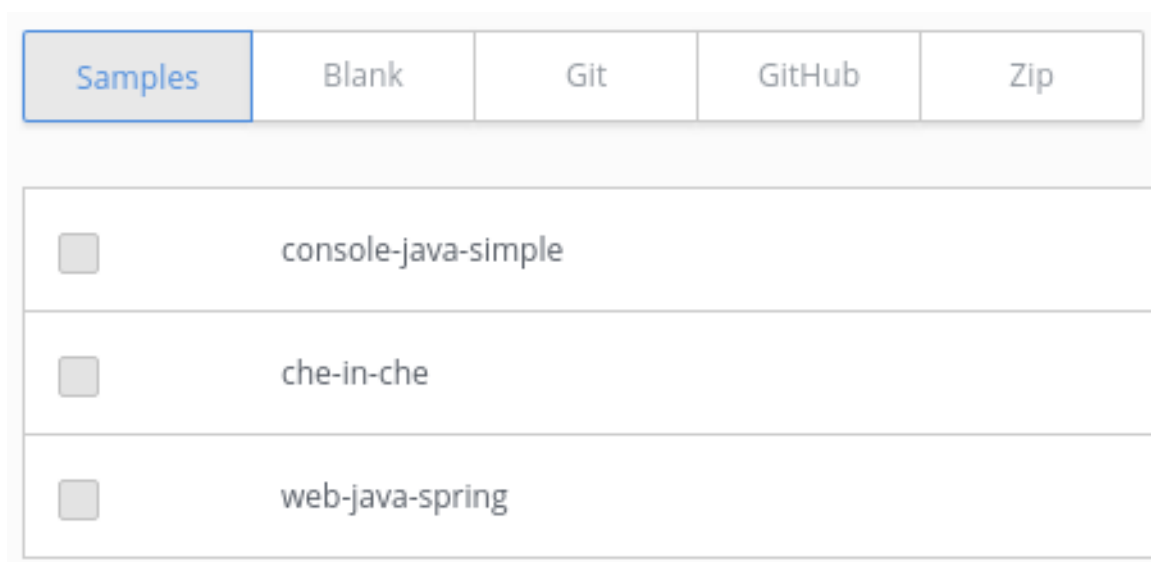 Samples Blank Git GitHub Zip
console-java-simple
che-in-che
web-java-spring